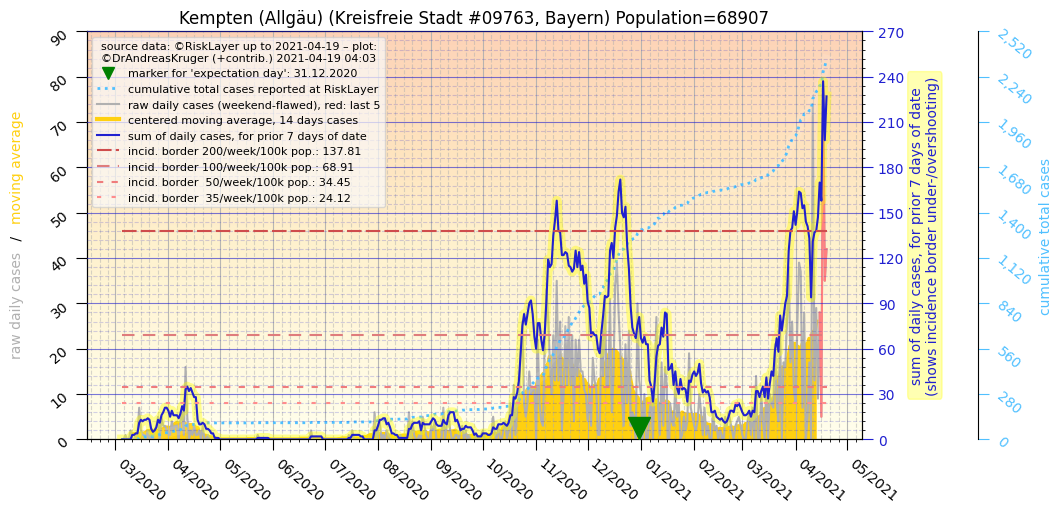 Kempten (Allgäu) (Kreisfreie Stadt #09763, Bayern) Population=68907
source data: ©RiskLayer up to 2021-04-19 – plot:
©DrAndreasKruger (+contrib.) 2021-04-19 04:03
marker for 'expectation day': 31.12.2020
cumulative total cases reported at RiskLayer
raw daily cases (weekend-flawed), red: last 5
centered moving average, 14 days cases
sum of daily cases, for prior 7 days of date
incid. border 200/week/100k pop.: 137.81
incid. border 100/week/100k pop.: 68.91
incid. border  50/week/100k pop.: 34.45
incid. border  35/week/100k pop.: 24.12
raw daily cases  /  moving average
90
80
70
60
50
40
30
20
10
0
270
240
210
180
150
120
90
60
30
0
sum of daily cases, for prior 7 days of date
(shows incidence border under-/overshooting)
2,520
2,240
1,960
1,680
1,400
1,120
840
560
280
0
cumulative total cases
03/2020
04/2020
05/2020
06/2020
07/2020
08/2020
09/2020
10/2020
11/2020
12/2020
01/2021
02/2021
03/2021
04/2021
05/2021